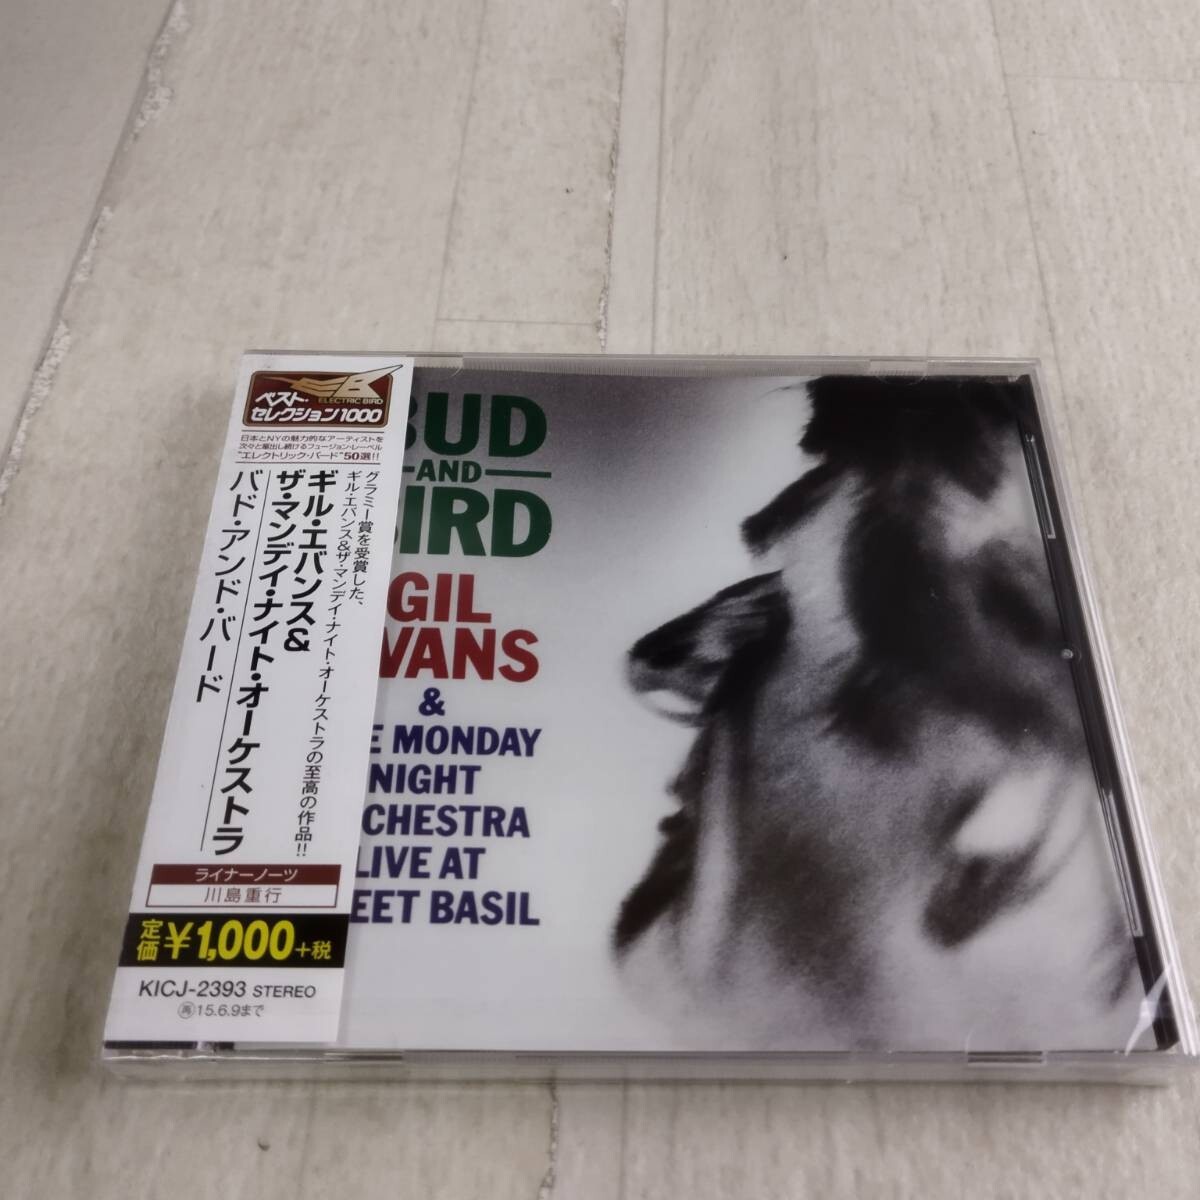 ELECTRIC BIRD
ベスト・
セレクション1000
日本とNYの魅力的なアーティストを
次々と輩出し続けるフュージョン・レーベル
"エレクトリック・バード"50選!!
グラミー賞を受賞した、
ギル・エバンス&ザ・マンデイ・ナイト・オーケストラの至高の作品!!
ギル・エバンス&
ザ・マンデイ・ナイト・オーケストラ
バド・アンド・バード
ライナーノーツ
川島重行
定価 ¥1,000+税
KICJ-2393 STEREO
再15.6.9まで
BUD
AND
BIRD
GIL
VANS
&
E MONDAY
NIGHT
CHESTRA
LIVE AT
EET BASIL